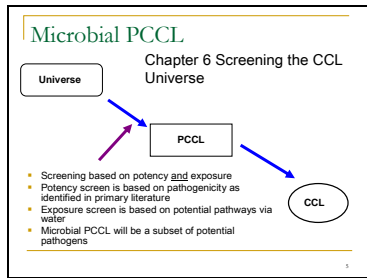 Microbial PCCL
Chapter 6 Screening the CCL
Universe
Universe
PCCL
Screening based on potency and exposure
Potency screen is based on pathogenicity as
identified in primary literature
Exposure screen is based on potential pathways via
water
Microbial PCCL will be a subset of potential
pathogens
CCL
5